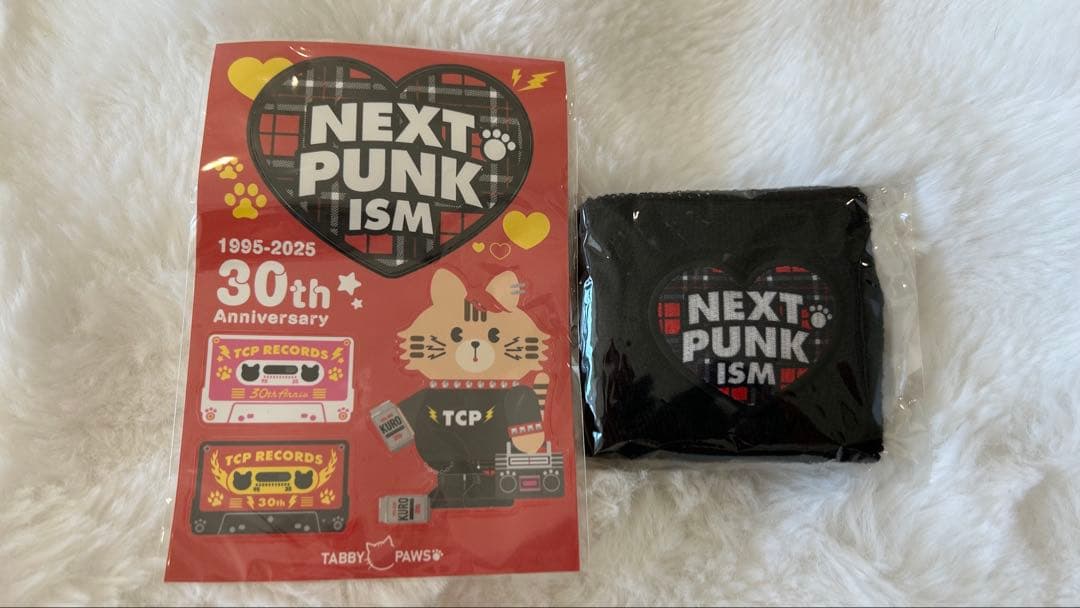 NEXT
PUNK
ISM
1995-2025
30th
Anniversary
TCP RECORDS
30th Anniv
TCP RECORDS
30th
TCP
KURO
KURO
TABBY PAWS
NEXT
PUNK
ISM